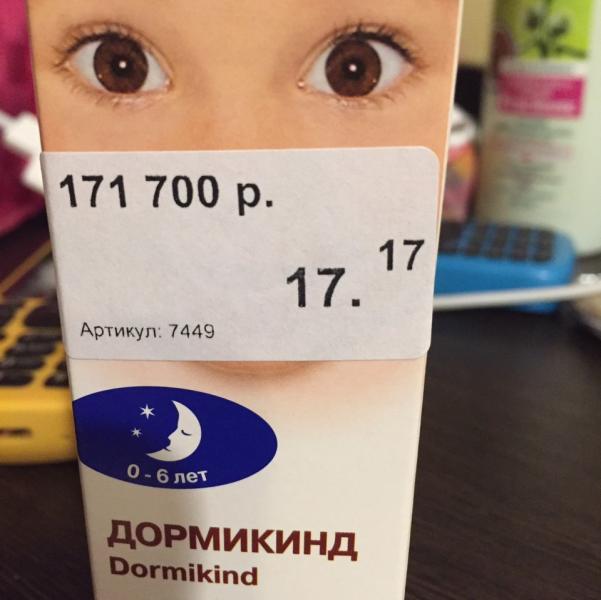 171 700 р.
17. 17
Артикул: 7449
0 - 6 лет
ДОРМИКИНД
Dormikind